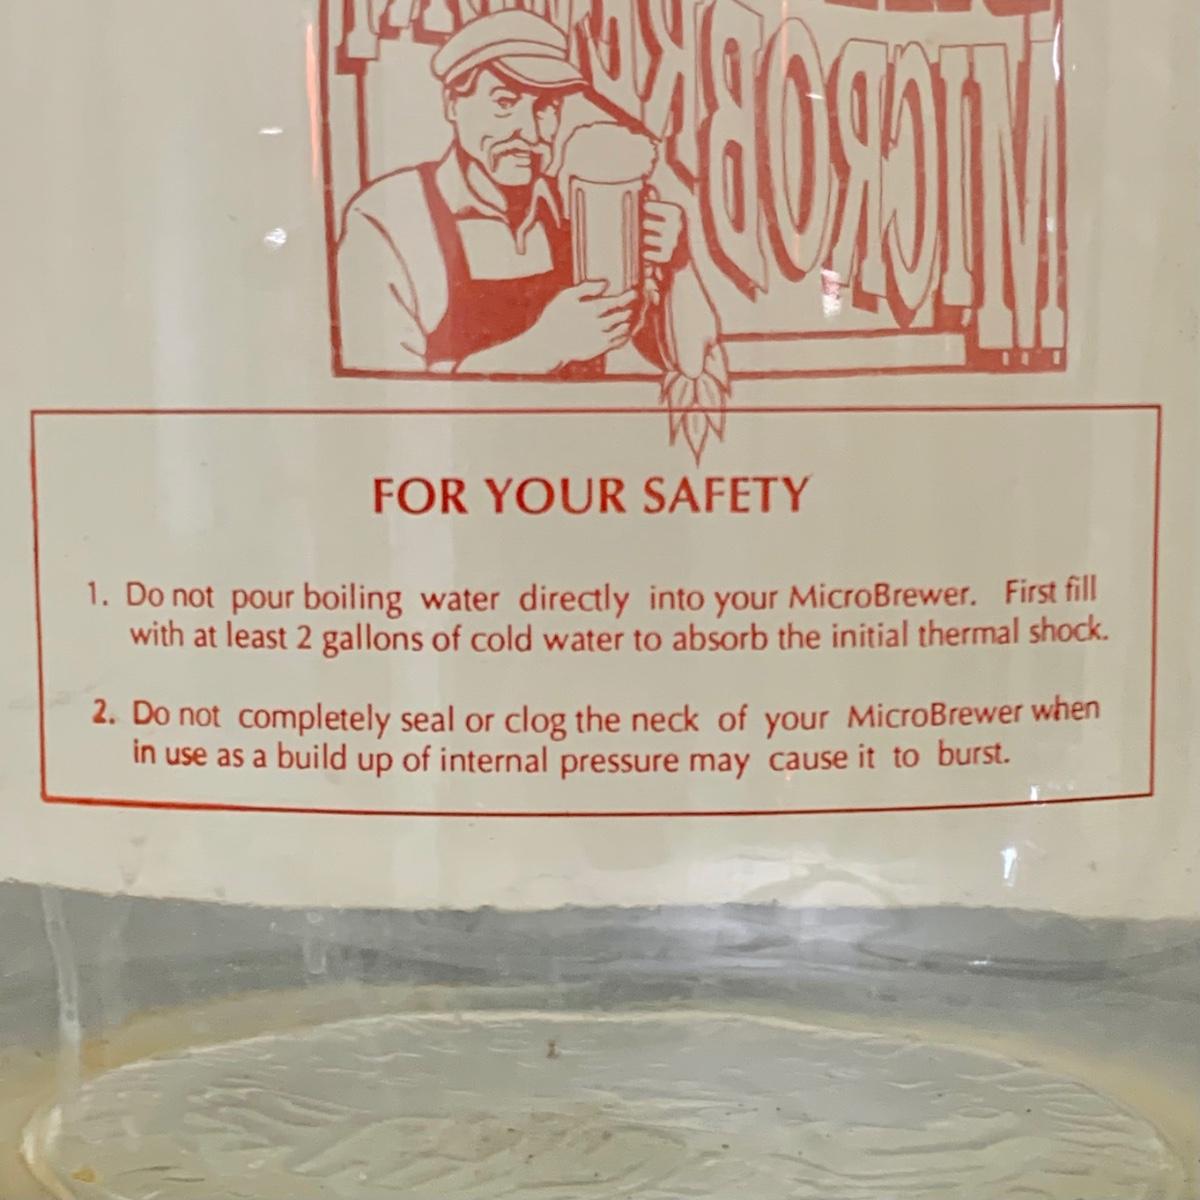 MICROB
FOR YOUR SAFETY
1. Do not pour boiling water directly into your MicroBrewer. First fill
with at least 2 gallons of cold water to absorb the initial thermal shock.
2. Do not completely seal or clog the neck of your MicroBrewer when
in use as a build up of internal pressure may cause it to burst.